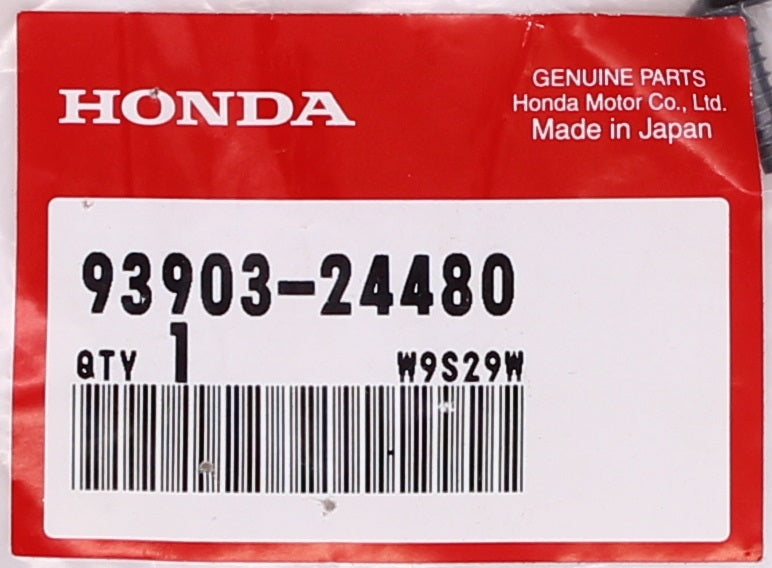 HONDA
GENUINE PARTS
Honda Motor Co., Ltd.
Made in Japan
93903-24480
QTY 1 W9S29W